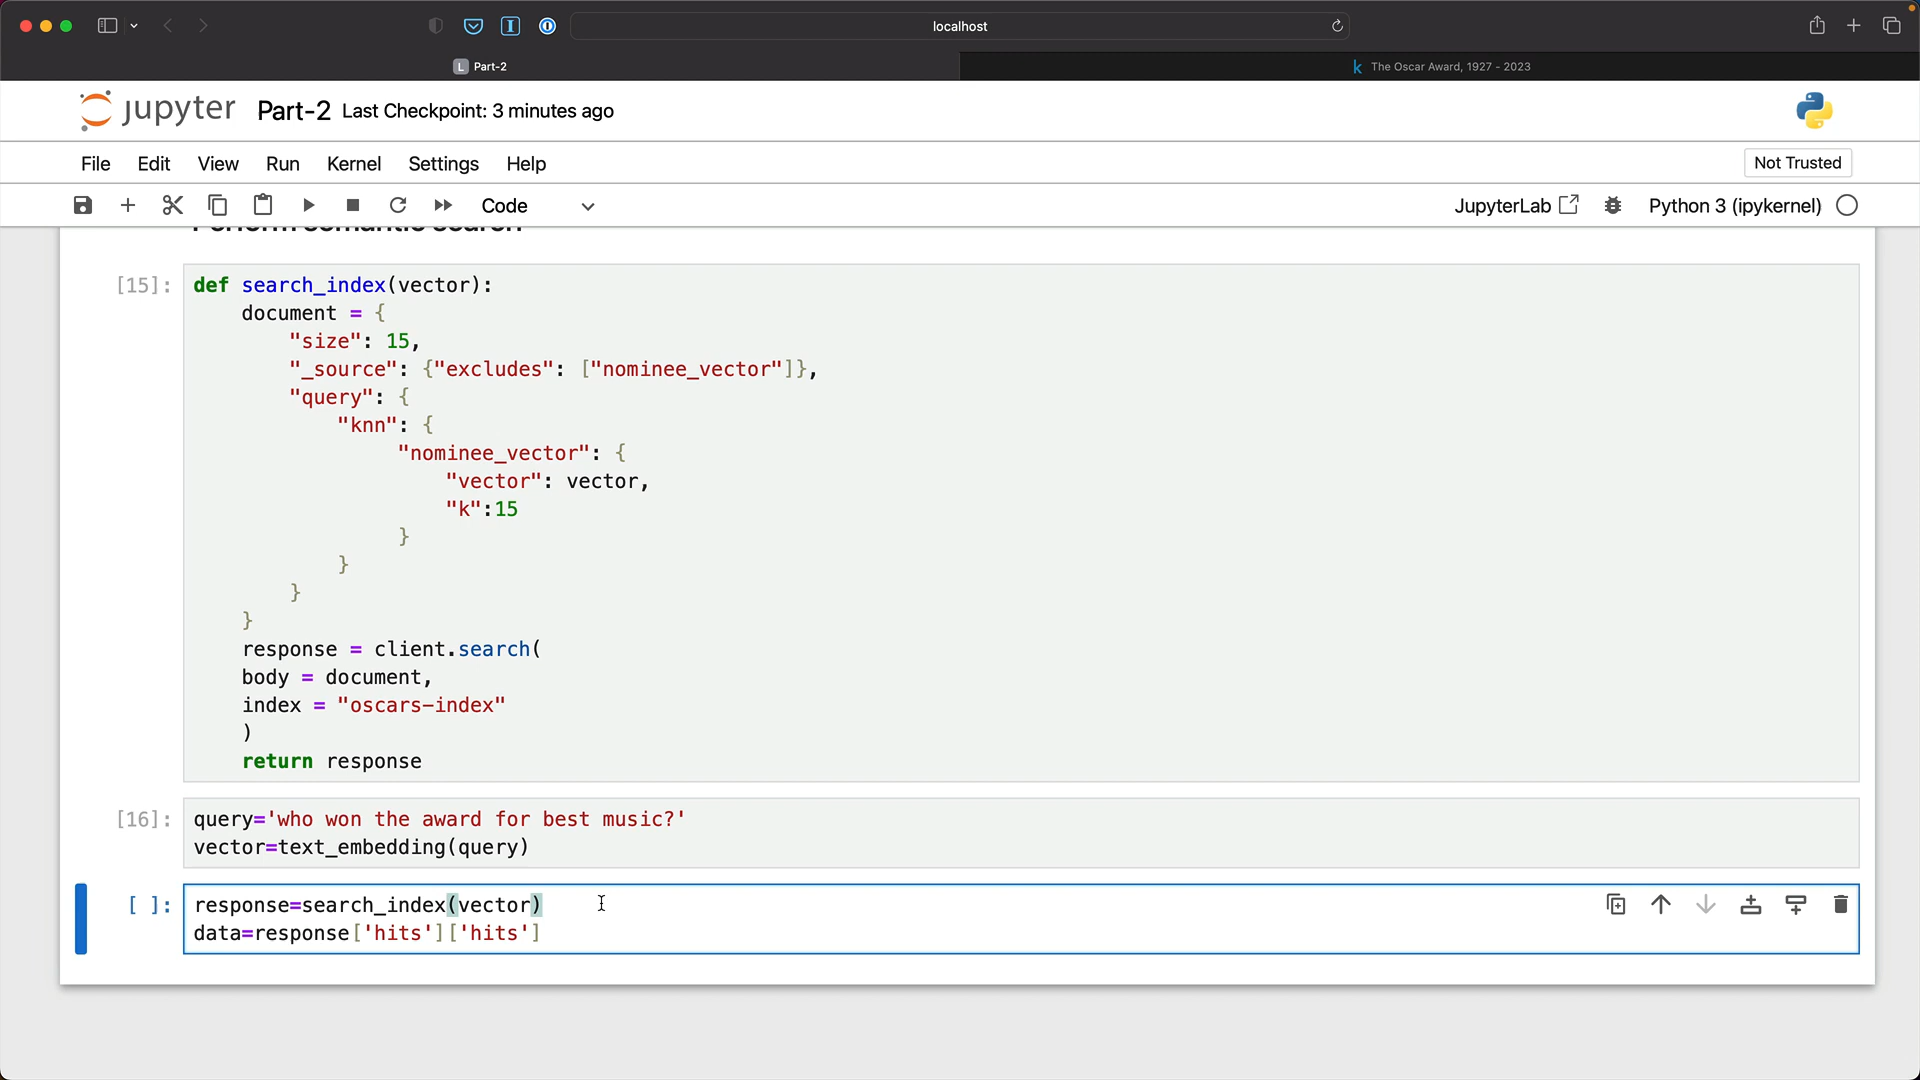 localhost
L Part-2
k The Oscar Award, 1927 - 2023
jupyter Part-2 Last Checkpoint: 3 minutes ago
File Edit View Run Kernel Settings Help
Not Trusted
Code
JupyterLab
Python 3 (ipykernel)
Perform semantic search
[15]:
def search_index(vector):
    document = {
        "size": 15,
        "_source": {"excludes": ["nominee_vector"]},
        "query": {
            "knn": {
                 "nominee_vector": {
                     "vector": vector,
                     "k":15
                 }
            }
        }
    }
    response = client.search(
    body = document,
    index = "oscars-index"
    )
    return response
[16]:
query='who won the award for best music?'
vector=text_embedding(query)
[ ]:
response=search_index(vector)
data=response['hits']['hits']